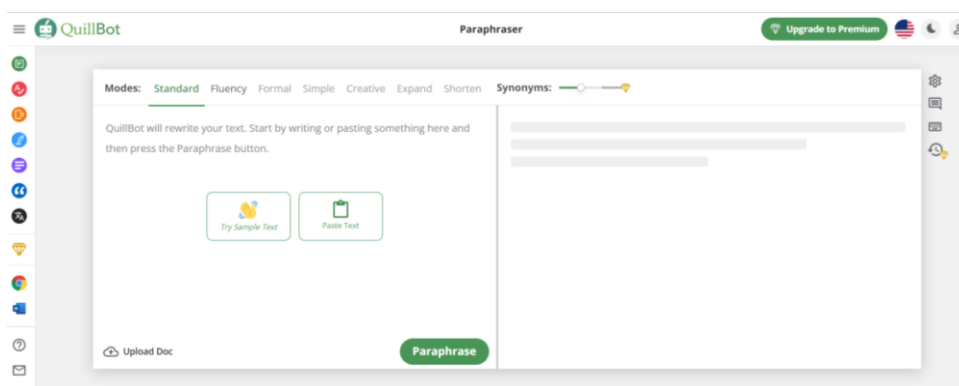 QuillBot
Paraphraser
Upgrade to Premium
Modes: Standard Fluency Formal Simple Creative Expand Shorten Synonyms:
QuillBot will rewrite your text. Start by writing or pasting something here and
then press the Paraphrase button.
Try Sample Text
Paste Text
Upload Doc
Paraphrase